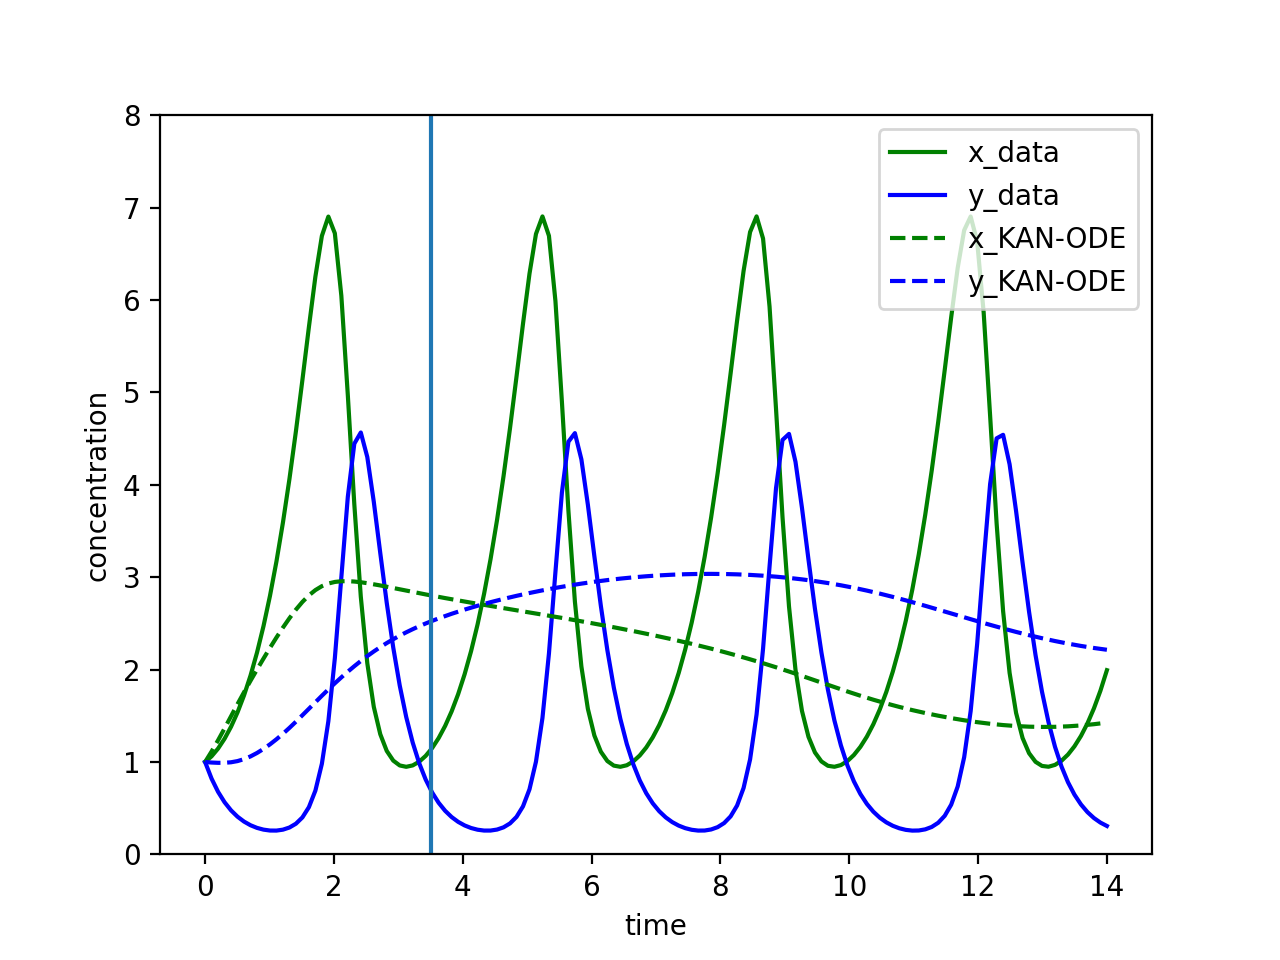 8
7
6
5
4
3
2
1
0
concentration
x_data
y_data
x_KAN-ODE
y_KAN-ODE
0 2 4 6 8 10 12 14
time